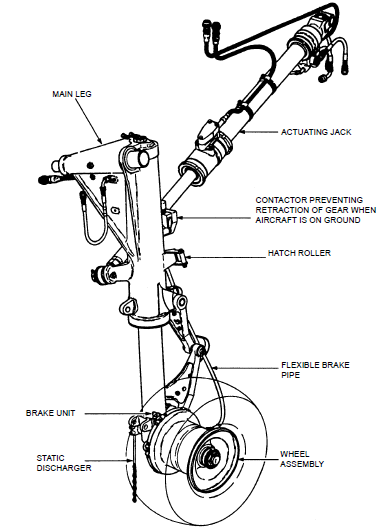 MAIN LEG
ACTUATING JACK
CONTACTOR PREVENTING
RETRACTION OF GEAR WHEN
AIRCRAFT IS ON GROUND
HATCH ROLLER
FLEXIBLE BRAKE
PIPE
BRAKE UNIT
STATIC
DISCHARGER
WHEEL
ASSEMBLY